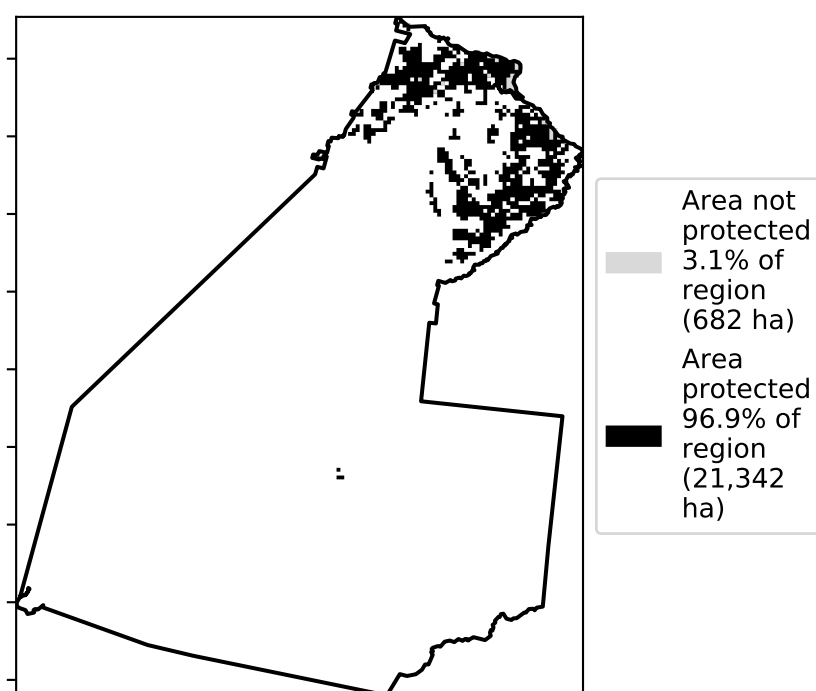 Area not
protected
3.1% of
region
(682 ha)
Area
protected
96.9% of
region
(21,342
ha)